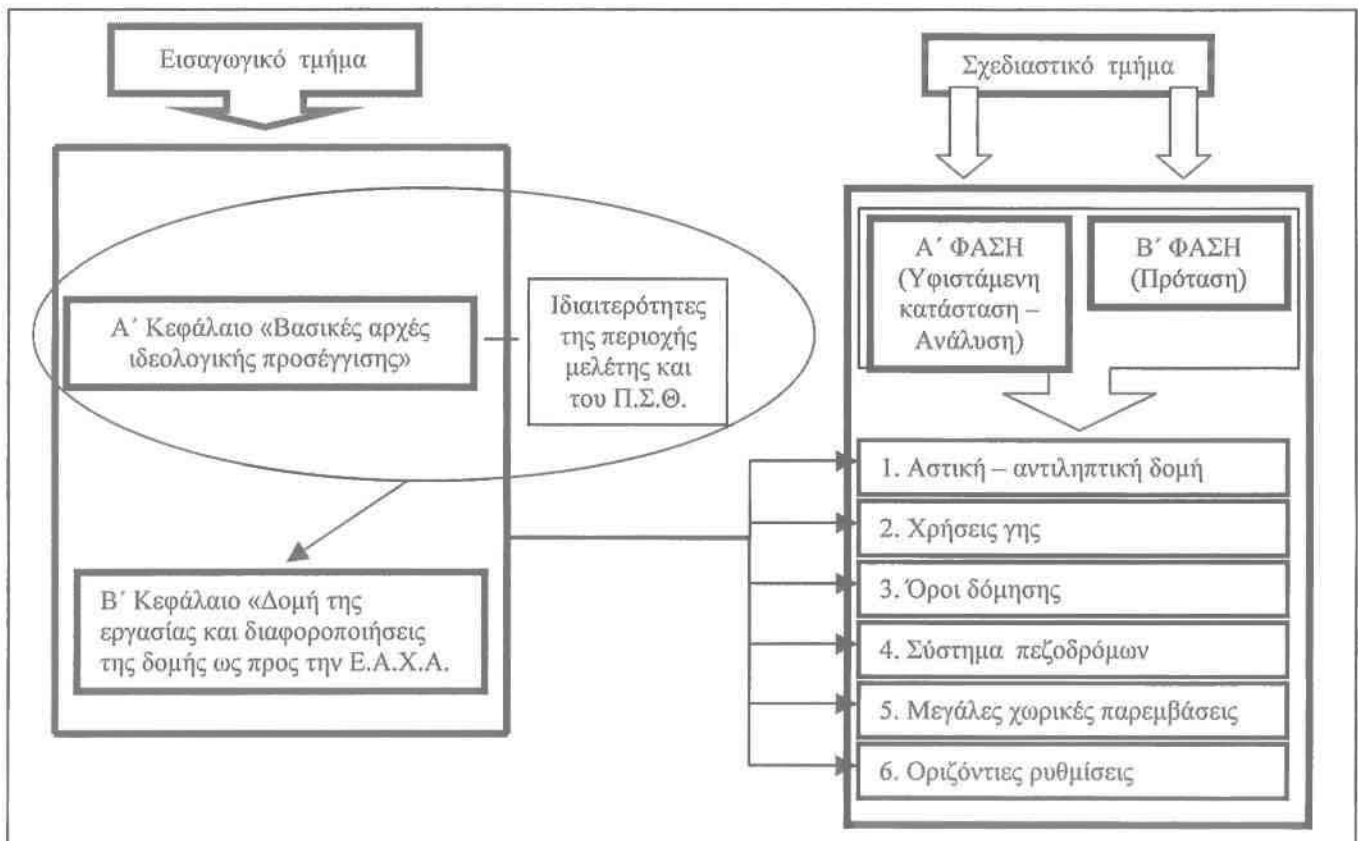 Εισαγωγικό τμήμα
Α΄ Κεφάλαιο «Βασικές αρχές
ιδεολογικής προσέγγισης»
Ιδιαιτερότητες
της περιοχής
μελέτης και
του Π.Σ.Θ.
Β΄ Κεφάλαιο «Δομή της
εργασίας και διαφοροποιήσεις
της δομής ως προς την Ε.Α.Χ.Α.
Σχεδιαστικό τμήμα
Α΄ ΦΑΣΗ
(Υφιστάμενη
κατάσταση –
Ανάλυση)
Β΄ ΦΑΣΗ
(Πρόταση)
1. Αστική – αντιληπτική δομή
2. Χρήσεις γης
3. Όροι δόμησης
4. Σύστημα πεζοδρόμων
5. Μεγάλες χωρικές παρεμβάσεις
6. Οριζόντιες ρυθμίσεις